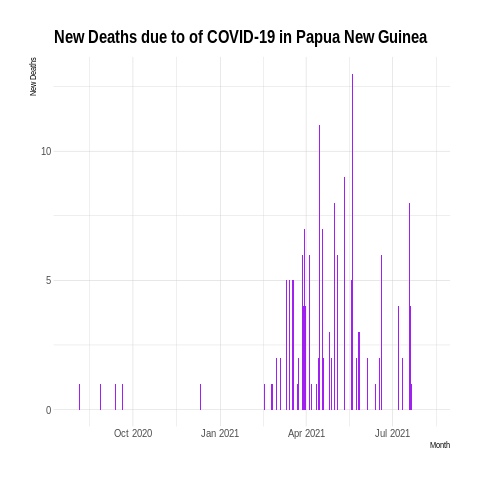 New Deaths due to of COVID-19 in Papua New Guinea
New Deaths
10
5
0
Oct 2020 Jan 2021 Apr 2021 Jul 2021
Month